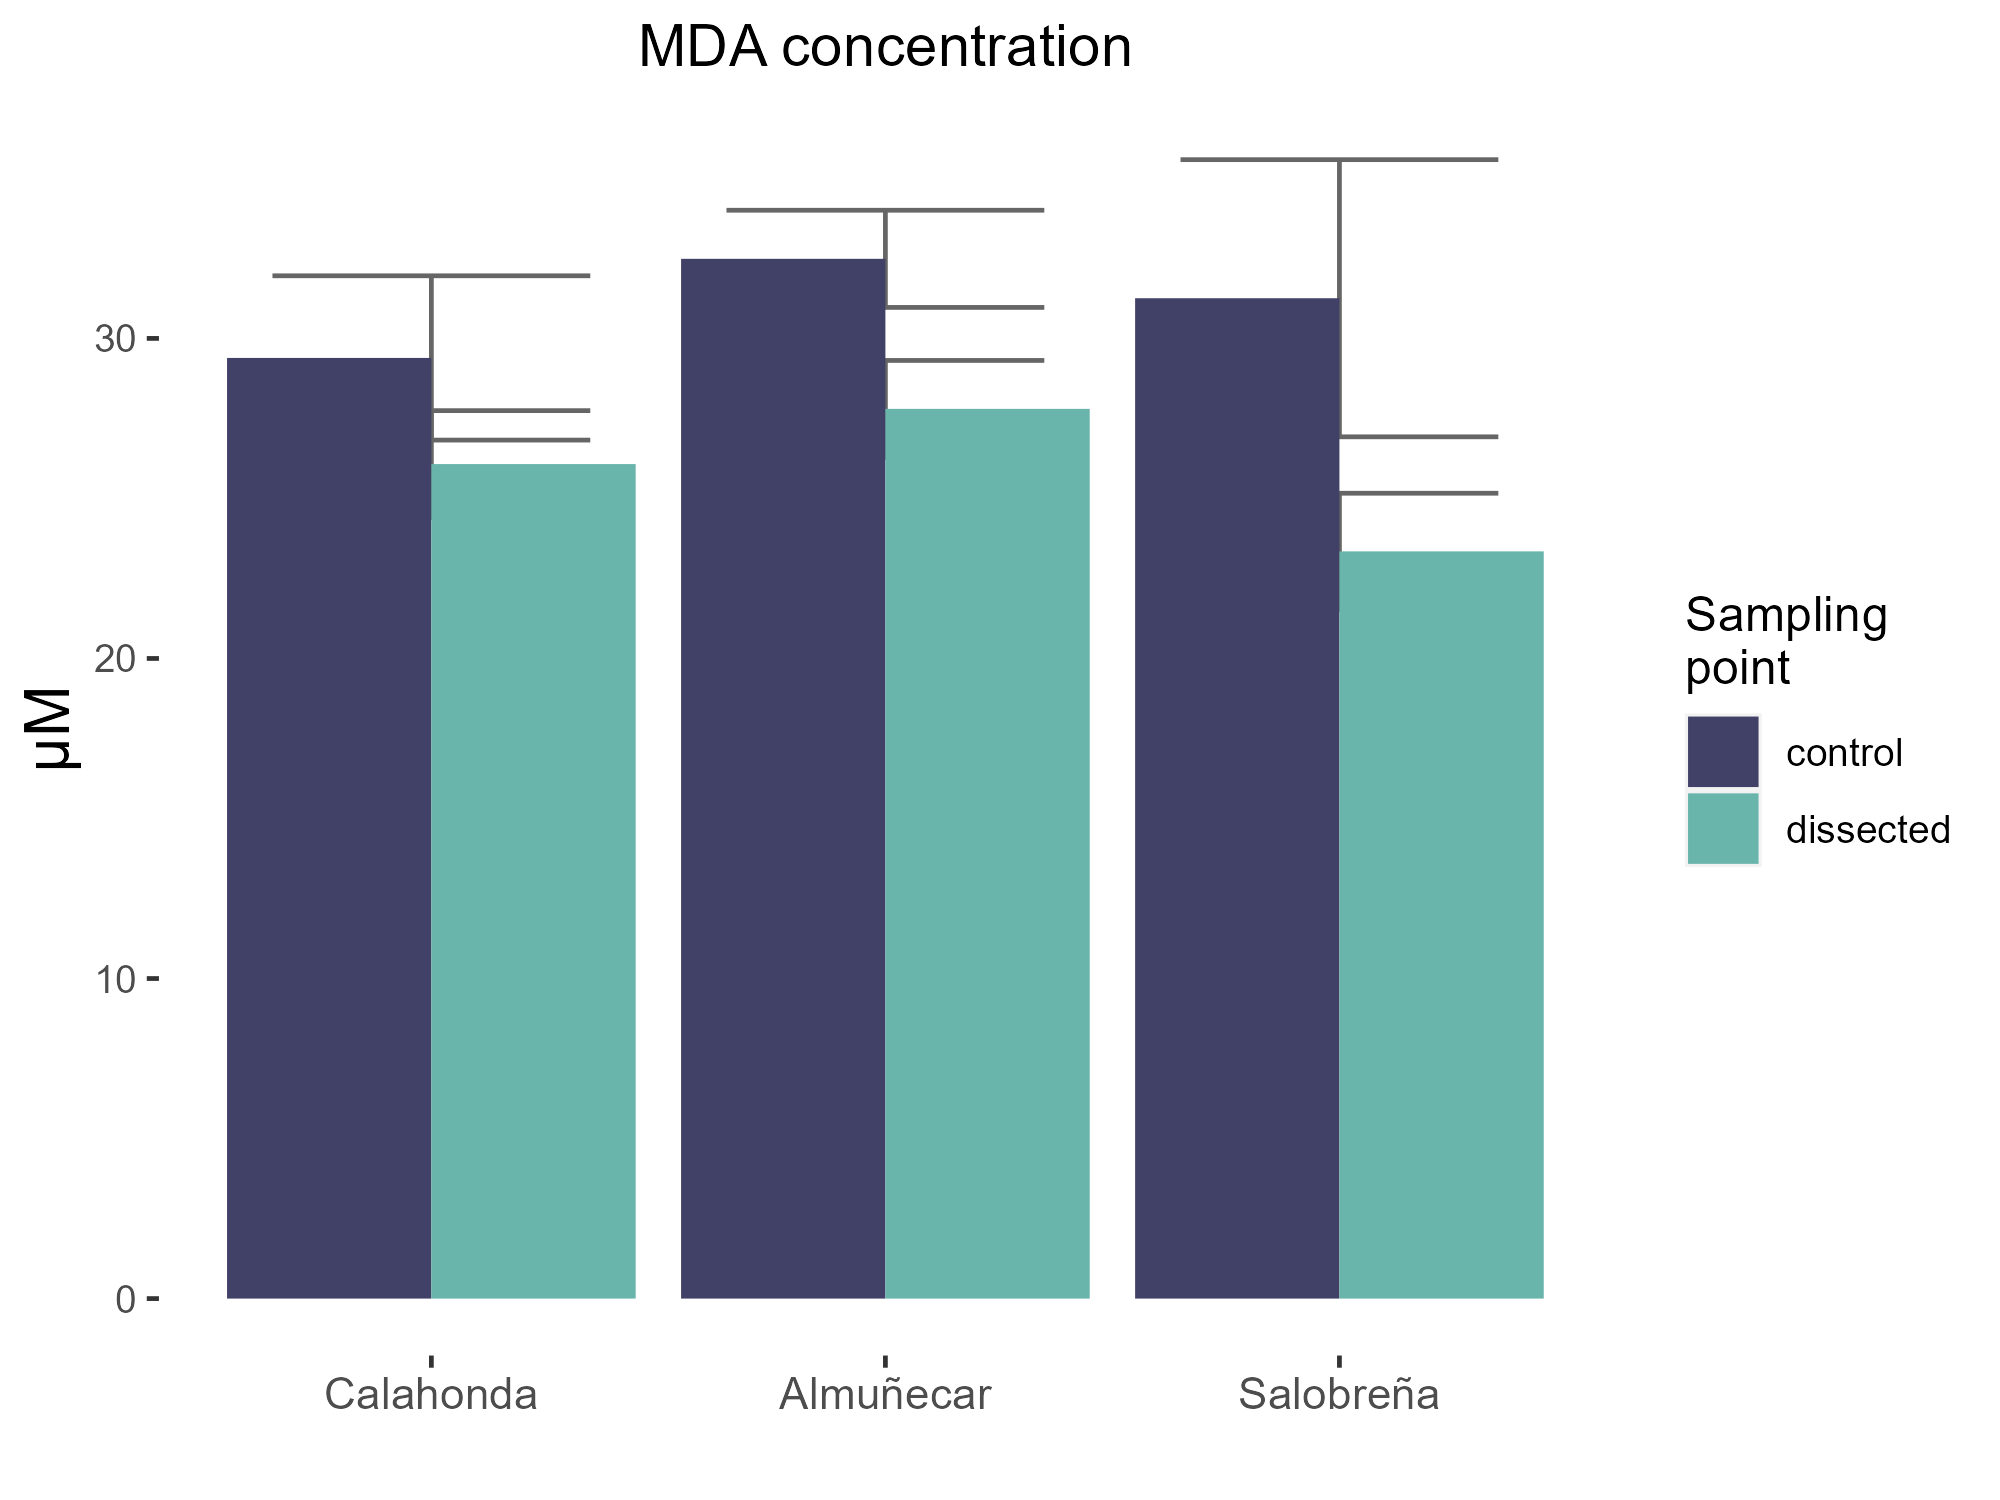 MDA concentration
µM
30
20
10
0
Calahonda
Almuñecar
Salobreña
Sampling
point
control
dissected